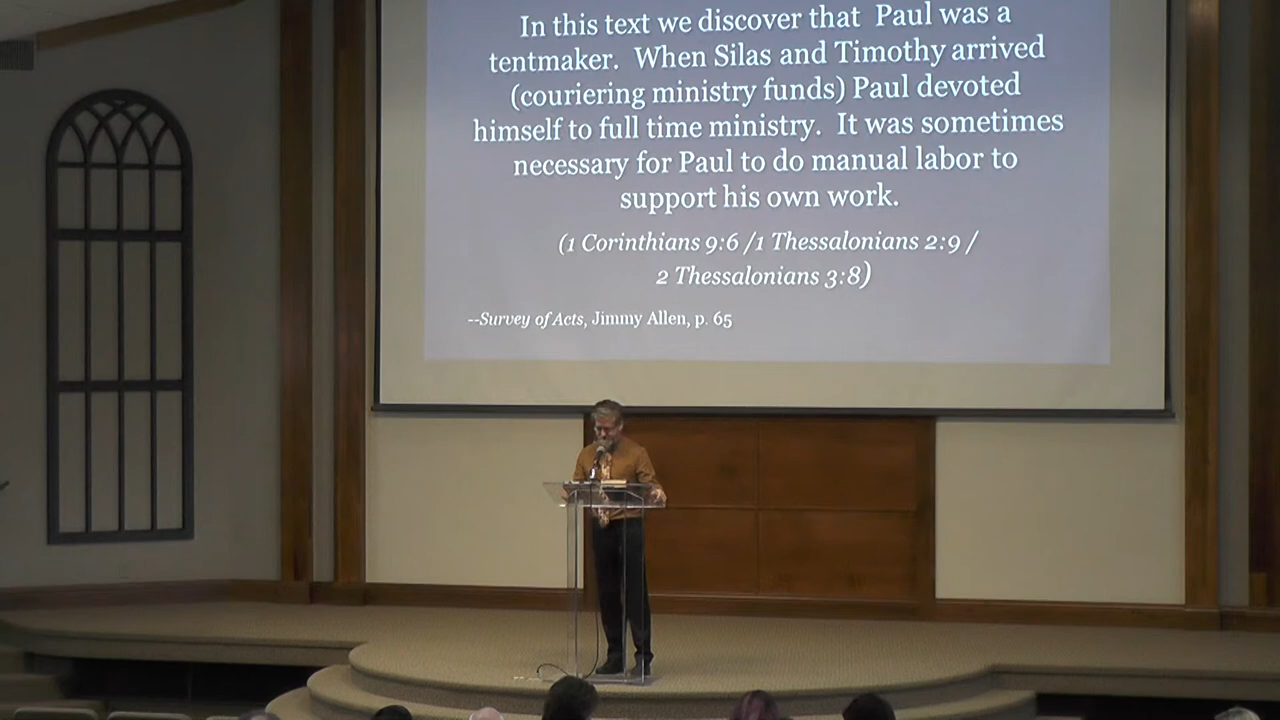 In this text we discover that Paul was a
tentmaker. When Silas and Timothy arrived
(couriering ministry funds) Paul devoted
himself to full time ministry. It was sometimes
necessary for Paul to do manual labor to
support his own work.
(1 Corinthians 9:6 /1 Thessalonians 2:9 /
2 Thessalonians 3:8)
--Survey of Acts, Jimmy Allen, p. 65